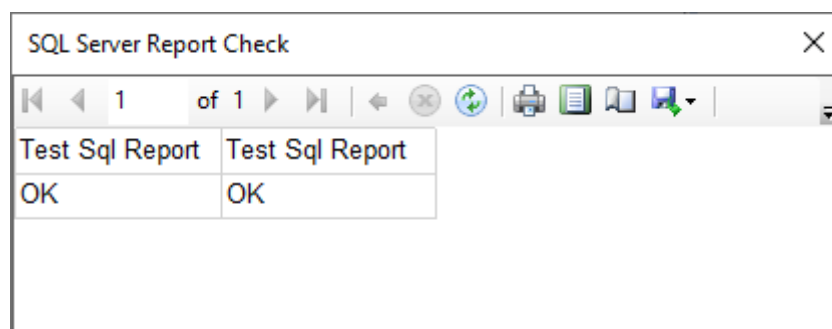 SQL Server Report Check
1 of 1
Test Sql Report Test Sql Report
OK OK